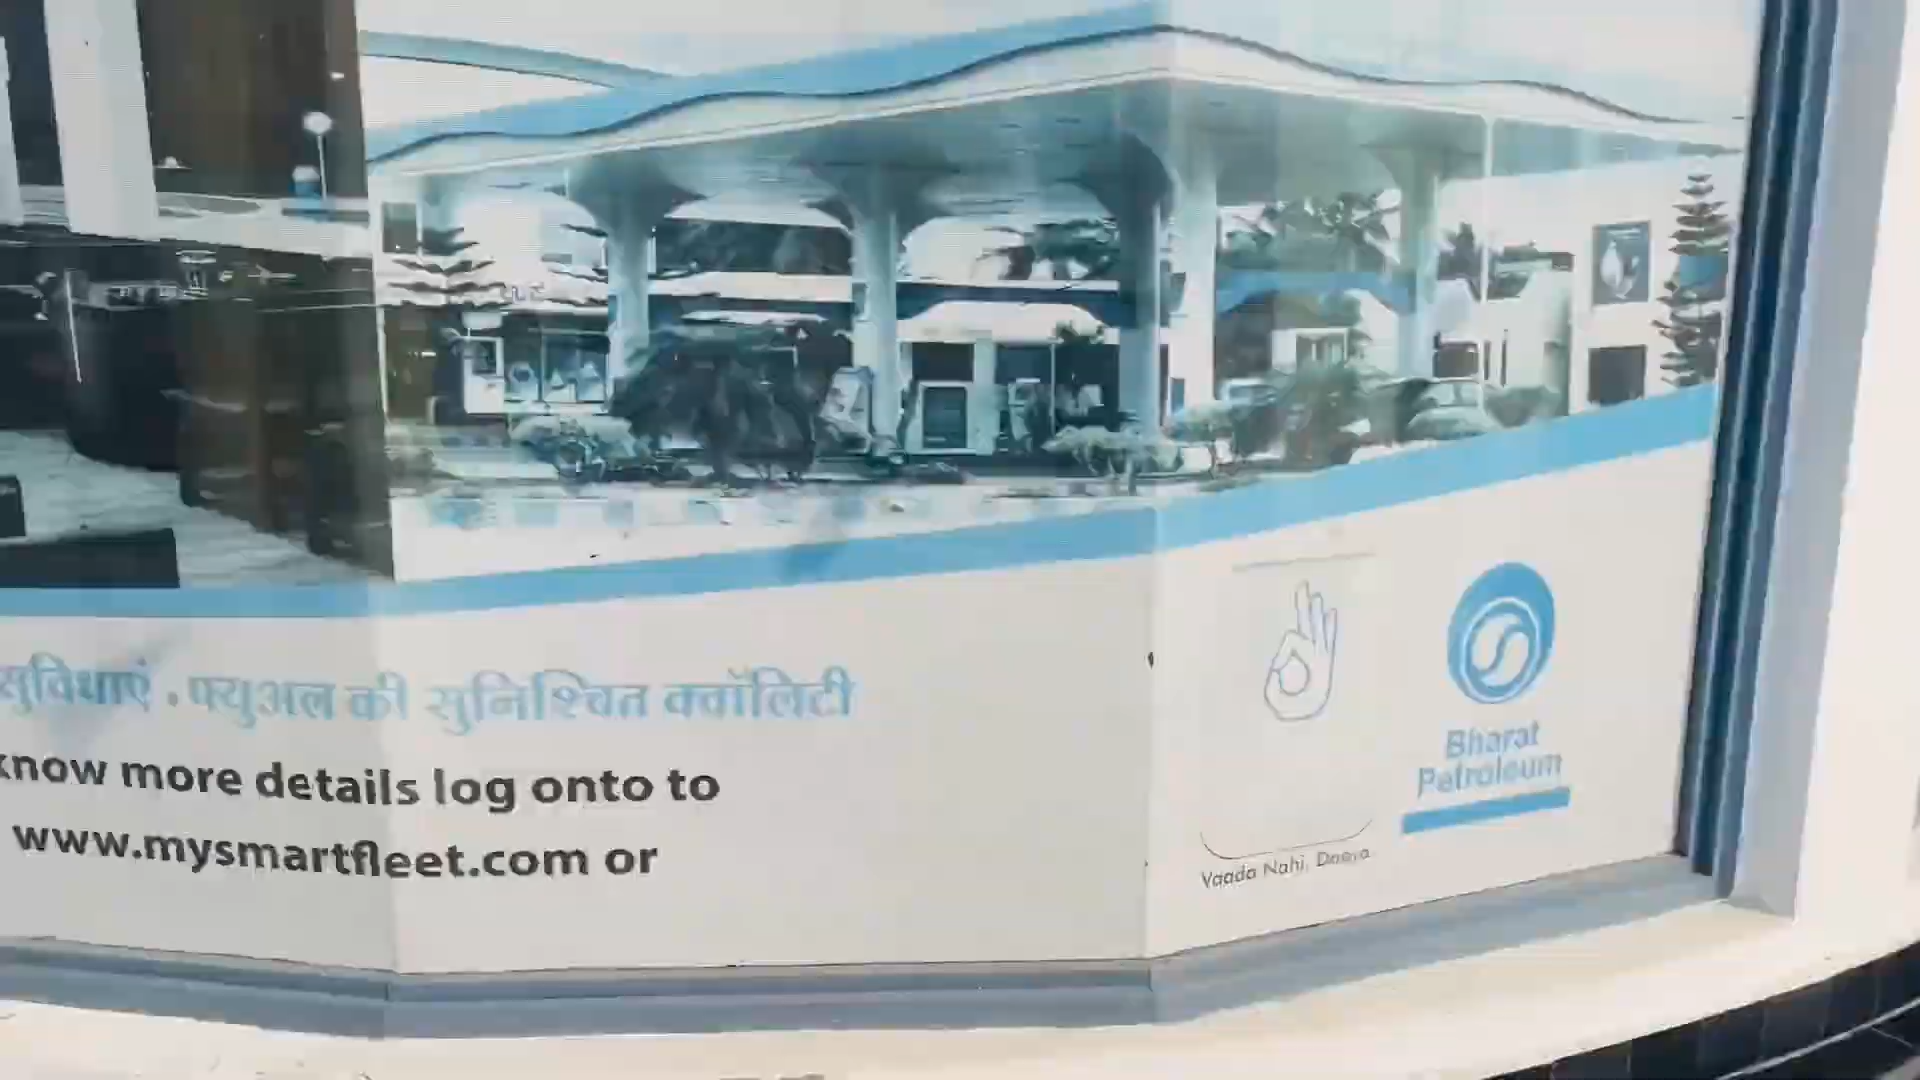 सुविधाएं . फ्युअल की सुनिश्चित क्वॉलिटी
know more details log onto to
www.mysmartfleet.com or
Bharat
Petroleum
Vaada Nahi, Daava